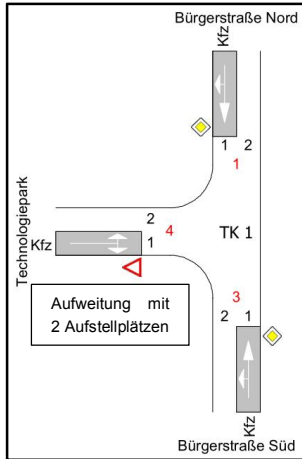 Bürgerstraße Nord
Kfz
1 2
1
Technologiepark
2
4
Kfz
1
TK 1
Aufweitung mit
2 Aufstellplätzen
3
2 1
Kfz
Bürgerstraße Süd